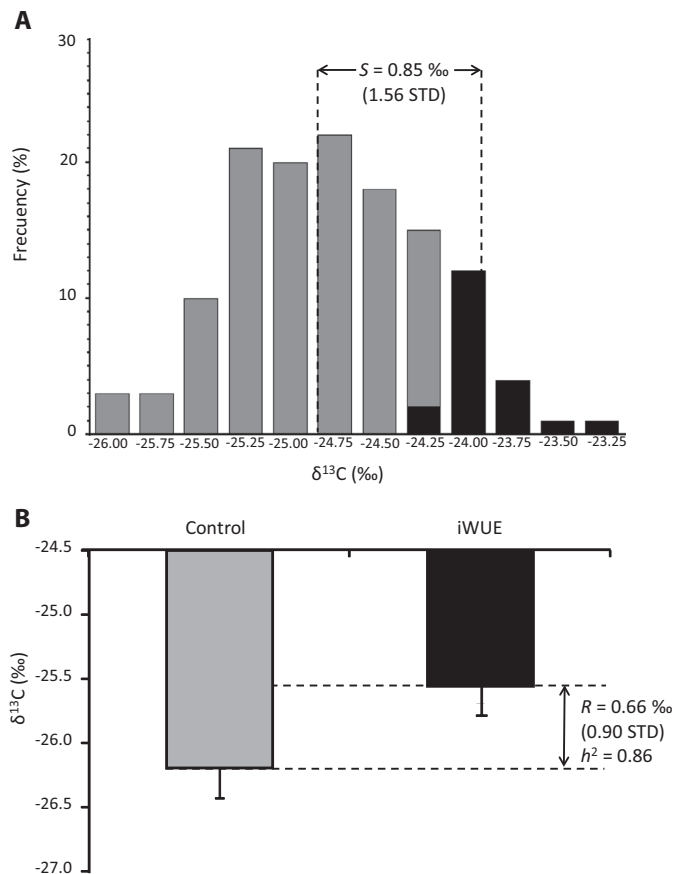 A
30
S = 0.85 ‰
(1.56 STD)
20
Frecuency (%)
10
0
-26.00 -25.75 -25.50 -25.25 -25.00 -24.75 -24.50 -24.25 -24.00 -23.75 -23.50 -23.25
δ¹³C (‰)
B
Control iWUE
-24.5
-25.0
δ¹³C (‰)
-25.5
R = 0.66 ‰
(0.90 STD)
h² = 0.86
-26.0
-26.5
-27.0